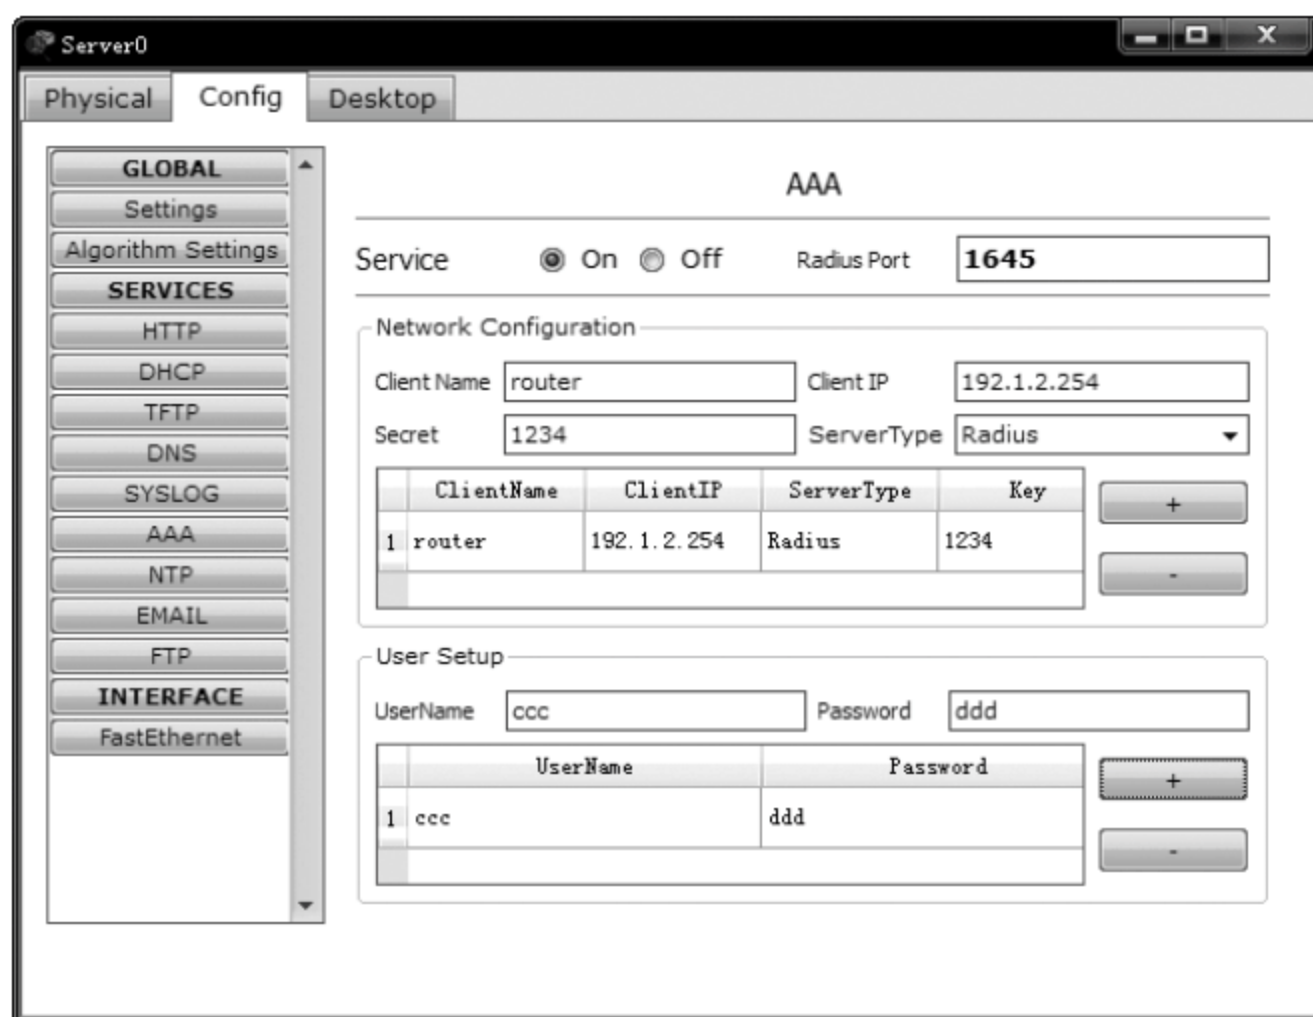 Server0
Physical Config Desktop
GLOBAL
Settings
Algorithm Settings
SERVICES
HTTP
DHCP
TFTP
DNS
SYSLOG
AAA
NTP
EMAIL
FTP
INTERFACE
FastEthernet
AAA
Service On Off Radius Port 1645
Network Configuration
Client Name router Client IP 192.1.2.254
Secret 1234 ServerType Radius
ClientName ClientIP ServerType Key
1 router 192.1.2.254 Radius 1234
+
-
User Setup
UserName ccc Password ddd
UserName Password
1 ccc ddd
+
-